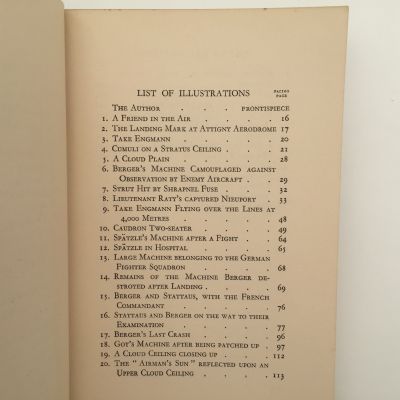 LIST OF ILLUSTRATIONS
FACING
PAGE
THE AUTHOR . . . FRONTISPIECE
1. A FRIEND IN THE AIR . . . 16
2. THE LANDING MARK AT ATTIGNY AERODROME 17
3. TAKE ENGMANN . . . . 20
4. CUMULI ON A STRATUS CEILING . . . 21
5. A CLOUD PLAIN . . . . 28
6. BERGER'S MACHINE CAMOUFLAGED AGAINST
OBSERVATION BY ENEMY AIRCRAFT . . 29
7. STRUT HIT BY SHRAPNEL FUSE . . . 32
8. LIEUTENANT RATY'S CAPTURED NIEUPORT . 33
9. TAKE ENGMANN FLYING OVER THE LINES AT
4,000 METRES . . . . 48
10. CAUDRON TWO-SEATER . . . . 49
11. SPÄTZLE'S MACHINE AFTER A FIGHT . . 64
12. SPÄTZLE IN HOSPITAL . . . . 65
13. LARGE MACHINE BELONGING TO THE GERMAN
FIGHTER SQUADRON . . . . 68
14. REMAINS OF THE MACHINE BERGER DE-
STROYED AFTER LANDING . . . . 69
15. BERGER AND STATTAUS, WITH THE FRENCH
COMMANDANT . . . . 76
16. STATTAUS AND BERGER ON THE WAY TO THEIR
EXAMINATION . . . . 77
17. BERGER'S LAST CRASH . . . . 96
18. GOT'S MACHINE AFTER BEING PATCHED UP . 97
19. A CLOUD CEILING CLOSING UP . . . 112
20. THE "AIRMAN'S SUN" REFLECTED UPON AN
UPPER CLOUD CEILING . . . . 113